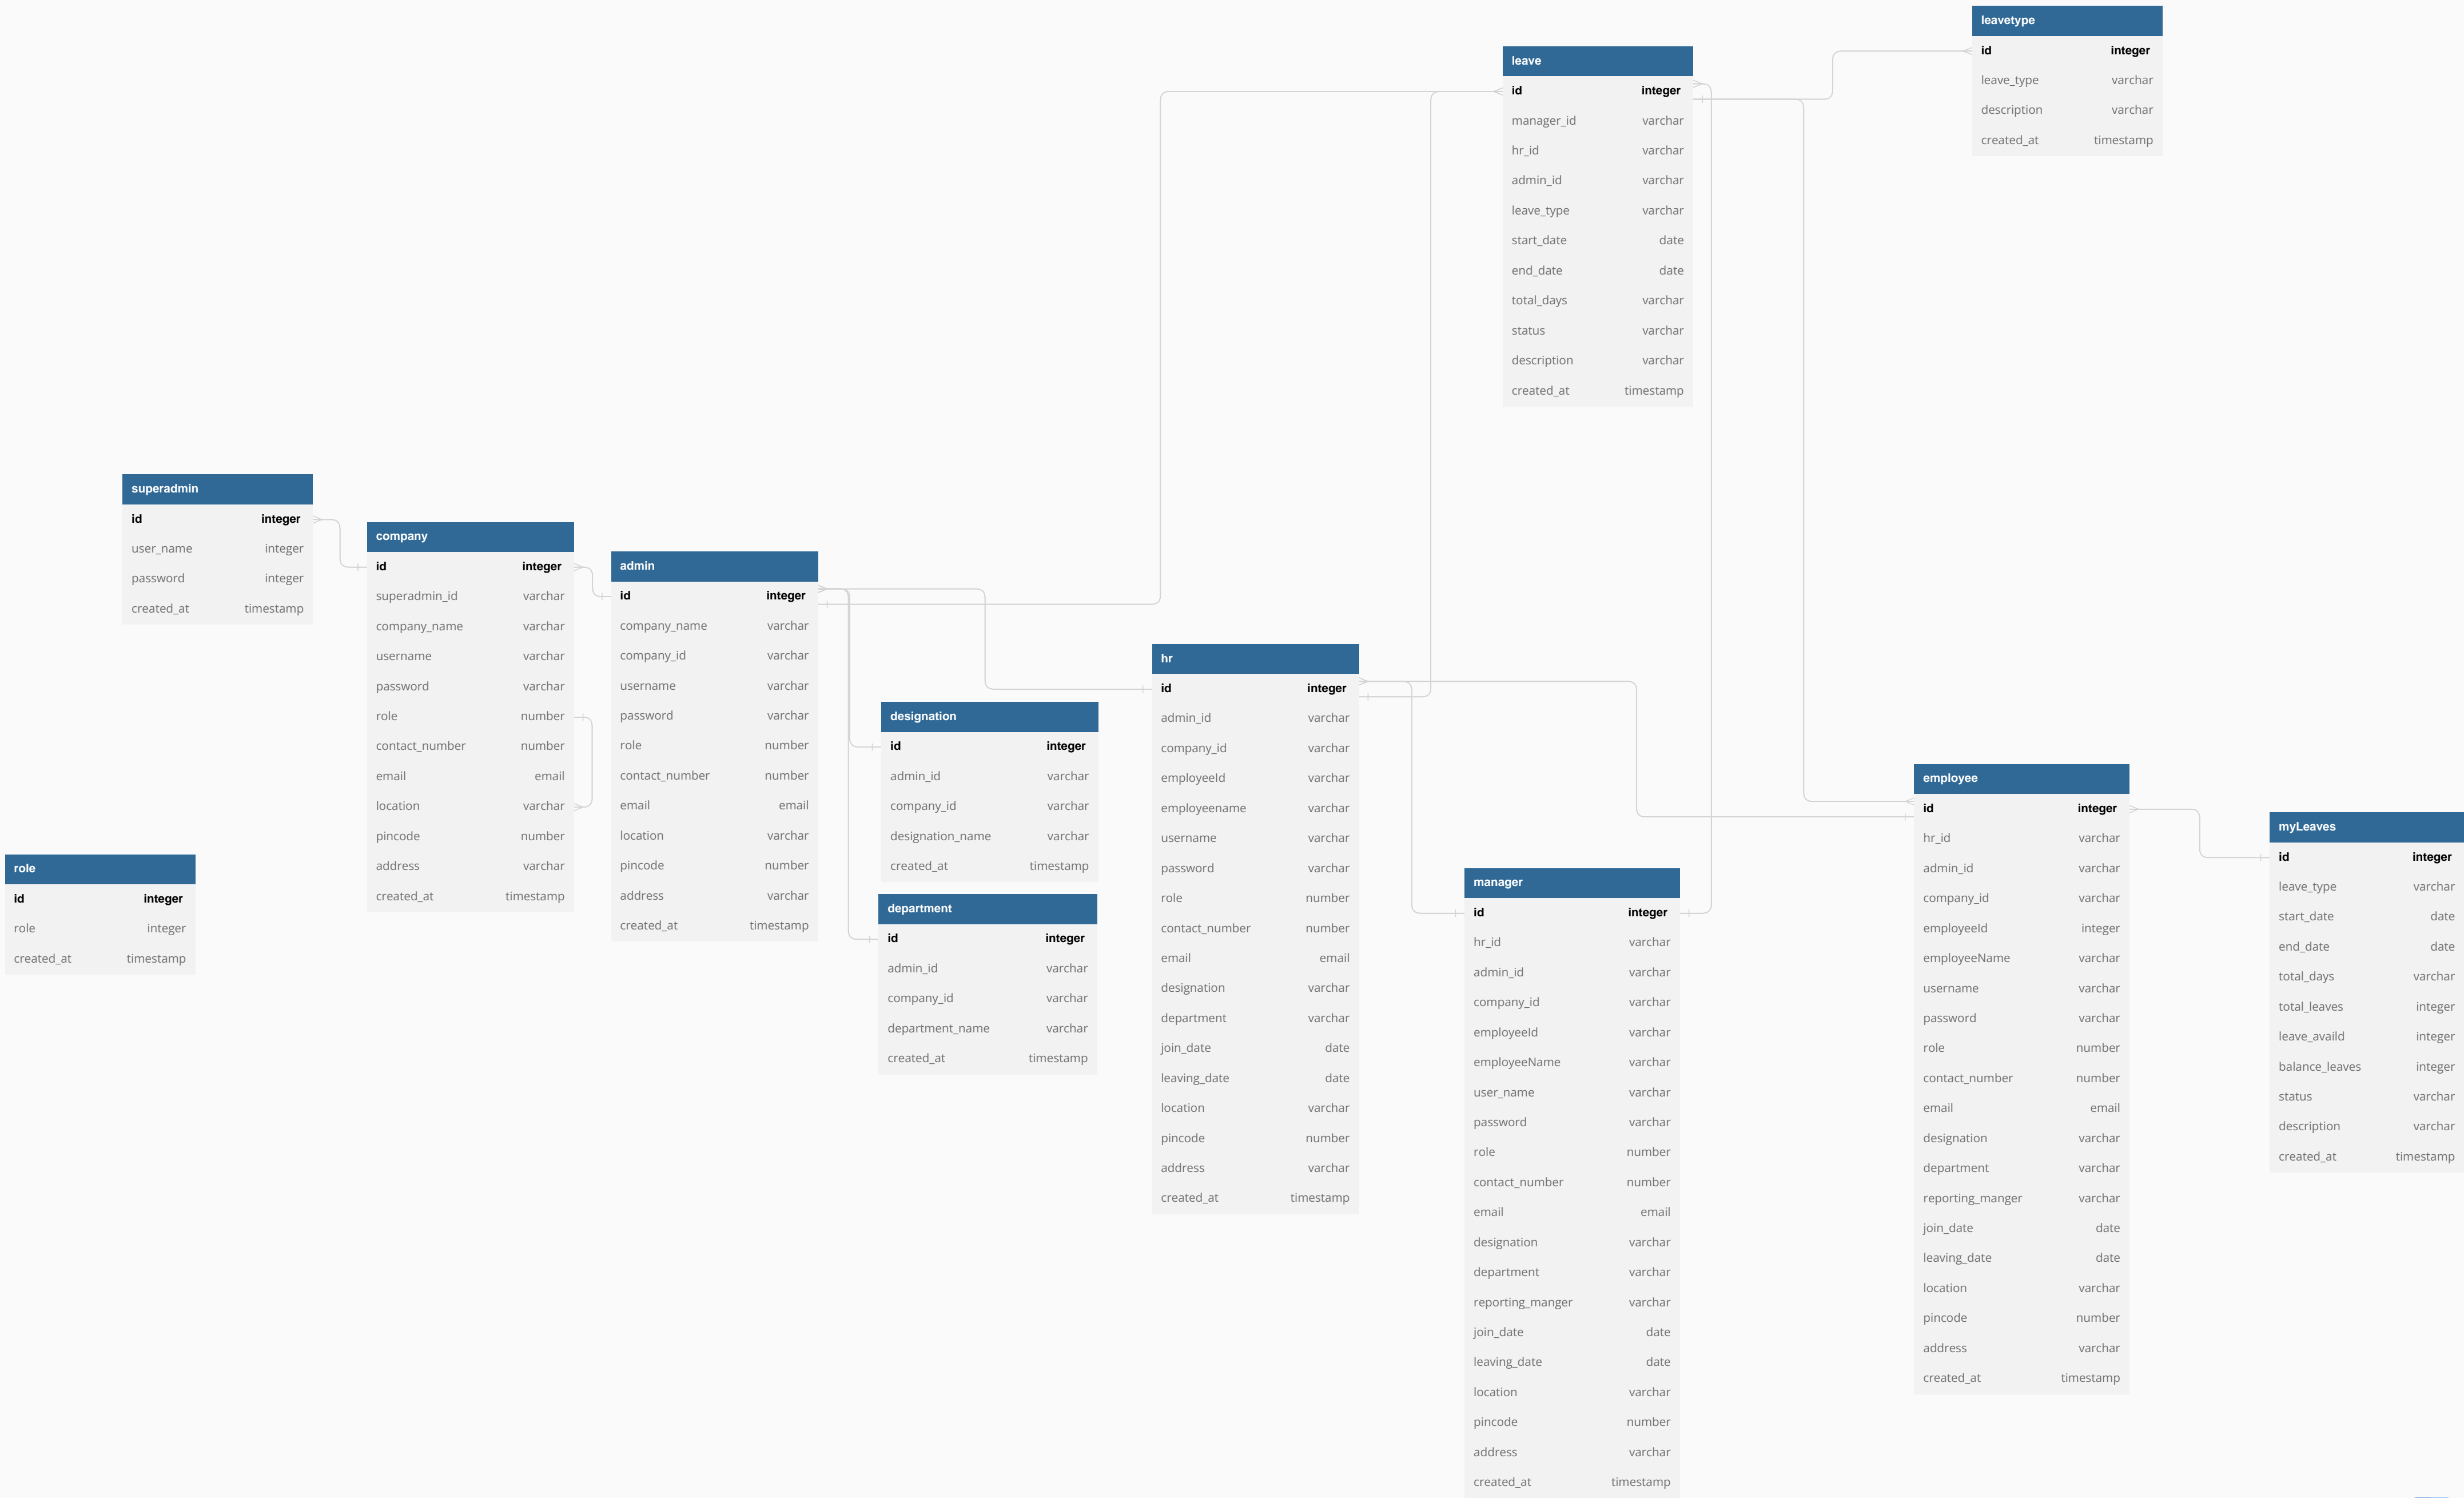 leavetype
id integer
leave_type varchar
description varchar
created_at timestamp
leave
id integer
manager_id varchar
hr_id varchar
admin_id varchar
leave_type varchar
start_date date
end_date date
total_days varchar
status varchar
description varchar
created_at timestamp
superadmin
id integer
user_name integer
password integer
created_at timestamp
company
id integer
superadmin_id varchar
company_name varchar
username varchar
password varchar
role number
contact_number number
email email
location varchar
pincode number
address varchar
created_at timestamp
admin
id integer
company_name varchar
company_id varchar
username varchar
password varchar
role number
contact_number number
email email
location varchar
pincode number
address varchar
created_at timestamp
role
id integer
role integer
created_at timestamp
designation
id integer
admin_id varchar
company_id varchar
designation_name varchar
created_at timestamp
department
id integer
admin_id varchar
company_id varchar
department_name varchar
created_at timestamp
hr
id integer
admin_id varchar
company_id varchar
employeeId varchar
employeename varchar
username varchar
password varchar
role number
contact_number number
email email
designation varchar
department varchar
join_date date
leaving_date date
location varchar
pincode number
address varchar
created_at timestamp
manager
id integer
hr_id varchar
admin_id varchar
company_id varchar
employeeId varchar
employeeName varchar
user_name varchar
password varchar
role number
contact_number number
email email
designation varchar
department varchar
reporting_manger varchar
join_date date
leaving_date date
location varchar
pincode number
address varchar
created_at timestamp
employee
id integer
hr_id varchar
admin_id varchar
company_id varchar
employeeId integer
employeeName varchar
username varchar
password varchar
role number
contact_number number
email email
designation varchar
department varchar
reporting_manger varchar
join_date date
leaving_date date
location varchar
pincode number
address varchar
created_at timestamp
myLeaves
id integer
leave_type varchar
start_date date
end_date date
total_days varchar
total_leaves integer
leave_availd integer
balance_leaves integer
status varchar
description varchar
created_at timestamp